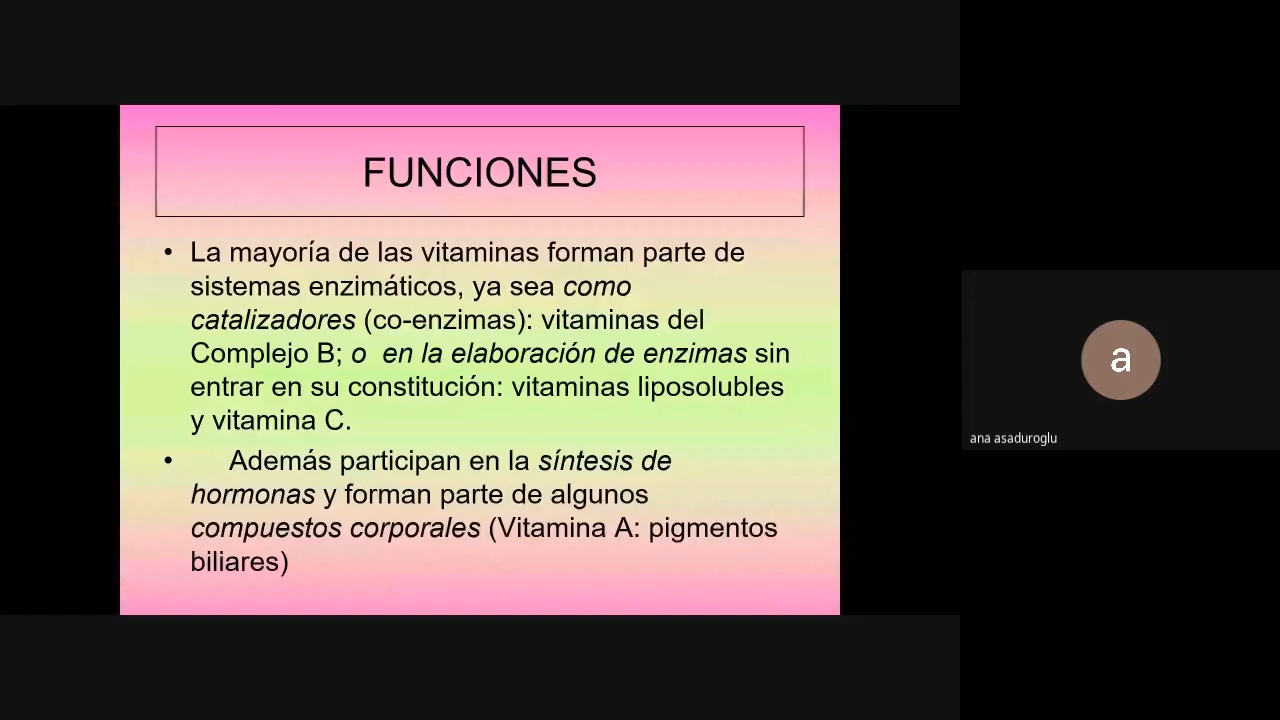 FUNCIONES
• La mayoría de las vitaminas forman parte de
sistemas enzimáticos, ya sea como
catalizadores (co-enzimas): vitaminas del
Complejo B; o  en la elaboración de enzimas sin
entrar en su constitución: vitaminas liposolubles
y vitamina C.
• Además participan en la síntesis de
hormonas y forman parte de algunos
compuestos corporales (Vitamina A: pigmentos
biliares)
a
ana asaduroglu